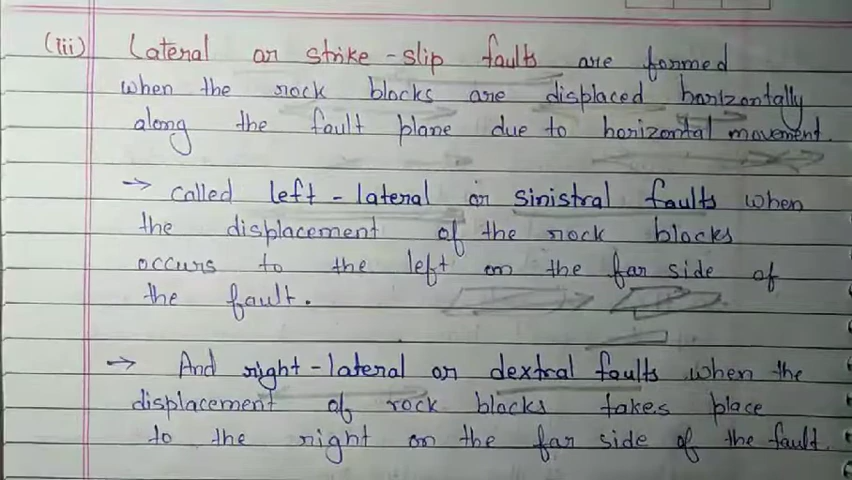 (iii) Lateral or strike-slip faults are formed
when the rock blocks are displaced horizontally
along the fault plane due to horizontal movement.
→ called left-lateral or sinistral faults when
the displacement of the rock blocks
occurs to the left on the far side of
the fault.
→ And right-lateral or dextral faults when the
displacement of rock blocks takes place
to the right on the far side of the fault.